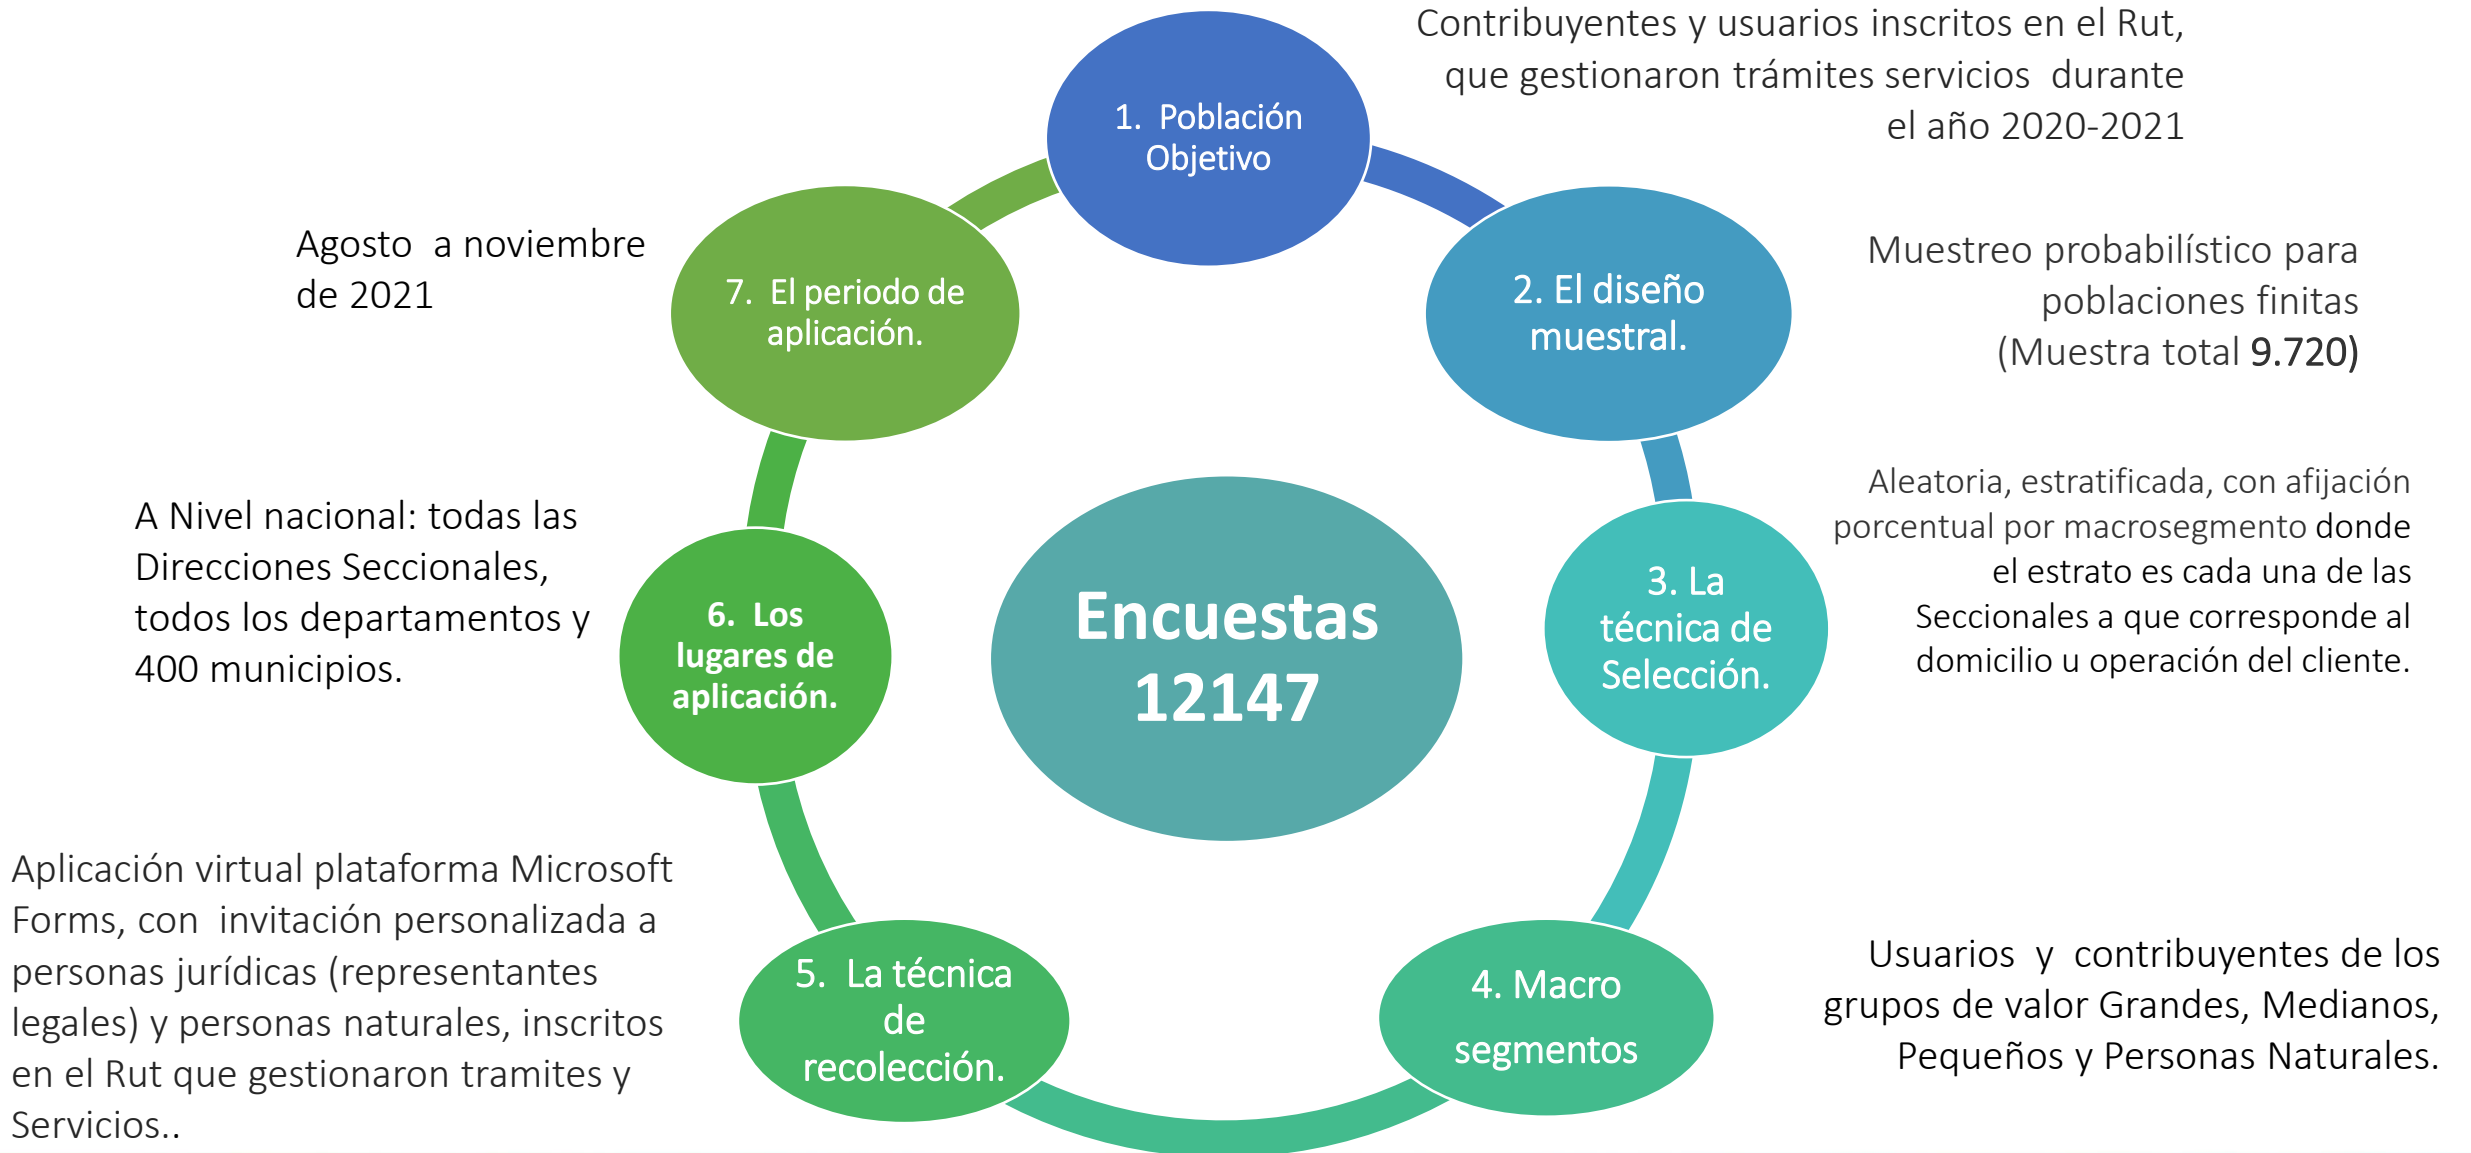 Contribuyentes y usuarios inscritos en el Rut,
que gestionaron trámites servicios  durante
el año 2020-2021
1.  Población
Objetivo
Muestreo probabilístico para
poblaciones finitas
(Muestra total 9.720)
2. El diseño
muestral.
Aleatoria, estratificada, con afijación
porcentual por macrosegmento donde
el estrato es cada una de las
Seccionales a que corresponde al
domicilio u operación del cliente.
3. La
técnica de
Selección.
Usuarios  y  contribuyentes de los
grupos de valor Grandes, Medianos,
Pequeños y Personas Naturales.
4. Macro
segmentos
5.  La técnica
de
recolección.
Aplicación virtual plataforma Microsoft
Forms, con  invitación personalizada a
personas jurídicas (representantes
legales) y personas naturales, inscritos
en el Rut que gestionaron tramites y
Servicios..
6.  Los
lugares de
aplicación.
A Nivel nacional: todas las
Direcciones Seccionales,
todos los departamentos y
400 municipios.
7.  El periodo de
aplicación.
Agosto  a noviembre
de 2021
Encuestas
12147